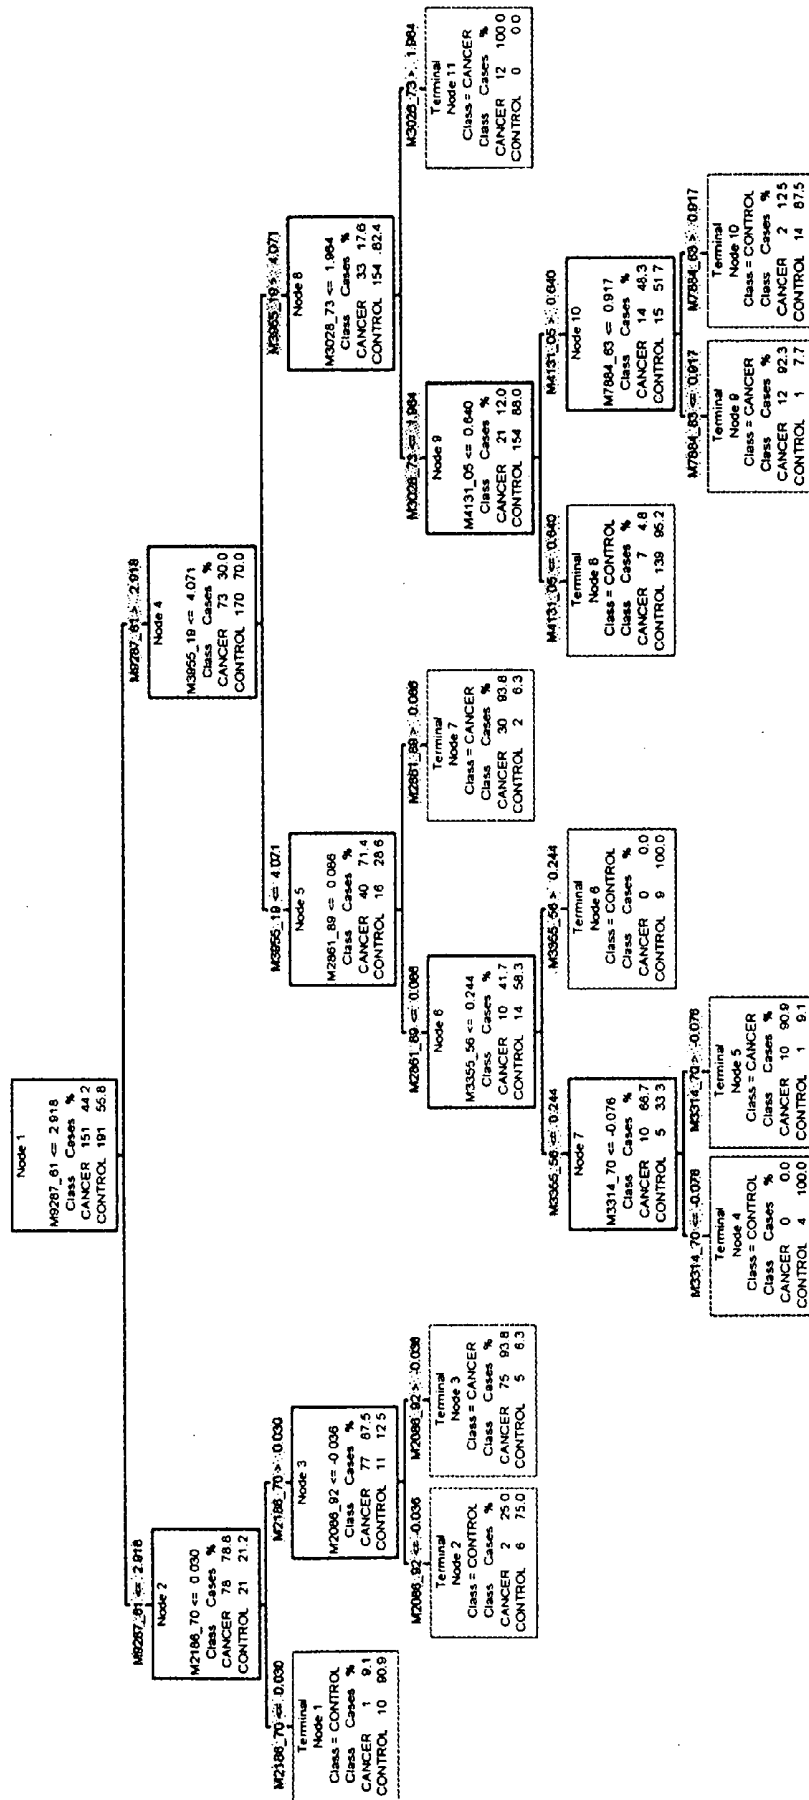 Node 1
M9287_61 <= 2.918
Class Cases %
CANCER 151 44.2
CONTROL 191 55.8
M9287_61 <= 2.918
Node 2
M2186_70 <= 0.030
Class Cases %
CANCER 78 78.8
CONTROL 21 21.2
M9287_61 > 2.918
Node 4
M3955_19 <= 4.071
Class Cases %
CANCER 73 30.0
CONTROL 170 70.0
M2186_70 <= 0.030
Terminal
Node 1
Class = CONTROL
Class Cases %
CANCER 1 9.1
CONTROL 10 90.9
M2186_70 > 0.030
Node 3
M2086_92 <= -0.036
Class Cases %
CANCER 77 87.5
CONTROL 11 12.5
M3955_19 <= 4.071
Node 5
M2861_89 <= 0.086
Class Cases %
CANCER 40 71.4
CONTROL 16 28.6
M3955_19 > 4.071
Node 8
M3028_73 <= 1.964
Class Cases %
CANCER 33 17.6
CONTROL 154 82.4
M2086_92 <= -0.036
Terminal
Node 2
Class = CONTROL
Class Cases %
CANCER 2 25.0
CONTROL 6 75.0
M2086_92 > -0.036
Terminal
Node 3
Class = CANCER
Class Cases %
CANCER 75 93.8
CONTROL 5 6.3
M2861_89 <= 0.086
Node 6
M3355_56 <= 0.244
Class Cases %
CANCER 10 41.7
CONTROL 14 58.3
M2861_89 > 0.086
Terminal
Node 7
Class = CANCER
Class Cases %
CANCER 30 93.8
CONTROL 2 6.3
M3028_73 <= 1.964
Node 9
M4131_05 <= 0.640
Class Cases %
CANCER 21 12.0
CONTROL 154 88.0
M3028_73 > 1.964
Terminal
Node 11
Class = CANCER
Class Cases %
CANCER 12 100.0
CONTROL 0 0.0
M3355_56 <= 0.244
Node 7
M3314_70 <= -0.076
Class Cases %
CANCER 10 66.7
CONTROL 5 33.3
M3355_56 > 0.244
Terminal
Node 6
Class = CONTROL
Class Cases %
CANCER 0 0.0
CONTROL 9 100.0
M4131_05 <= 0.640
Terminal
Node 8
Class = CONTROL
Class Cases %
CANCER 7 4.8
CONTROL 139 95.2
M4131_05 > 0.640
Node 10
M7884_63 <= 0.917
Class Cases %
CANCER 14 48.3
CONTROL 15 51.7
M3314_70 <= -0.076
Terminal
Node 4
Class = CONTROL
Class Cases %
CANCER 0 0.0
CONTROL 4 100.0
M3314_70 > -0.076
Terminal
Node 5
Class = CANCER
Class Cases %
CANCER 10 90.9
CONTROL 1 9.1
M7884_63 <= 0.917
Terminal
Node 9
Class = CANCER
Class Cases %
CANCER 12 92.3
CONTROL 1 7.7
M7884_63 > 0.917
Terminal
Node 10
Class = CONTROL
Class Cases %
CANCER 2 12.5
CONTROL 14 87.5